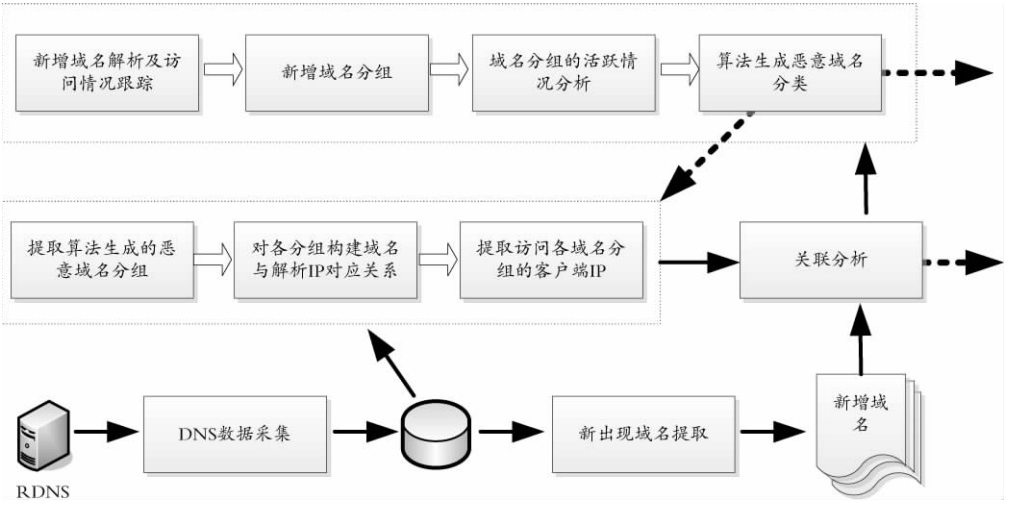 新增域名解析及访
问情况跟踪
新增域名分组
域名分组的活跃情
况分析
算法生成恶意域名
分类
提取算法生成的恶
意域名分组
对各分组构建域名
与解析IP对应关系
提取访问各域名分
组的客户端IP
关联分析
RDNS
DNS数据采集
新出现域名提取
新增域
名